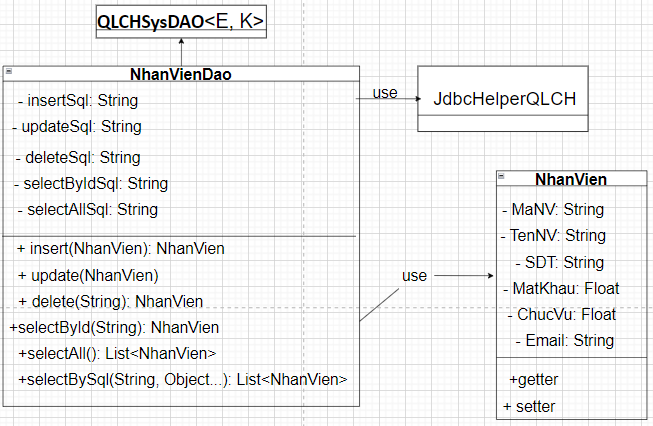 QLCHSysDAO<E, K>
NhanVienDao
- insertSql: String
- updateSql: String
- deleteSql: String
- selectByIdSql: String
- selectAllSql: String
+ insert(NhanVien): NhanVien
+ update(NhanVien)
+ delete(String): NhanVien
+selectById(String): NhanVien
+selectAll(): List<NhanVien>
+selectBySql(String, Object...): List<NhanVien>
use
JdbcHelperQLCH
use
NhanVien
- MaNV: String
- TenNV: String
- SDT: String
- MatKhau: Float
- ChucVu: Float
- Email: String
+getter
+ setter